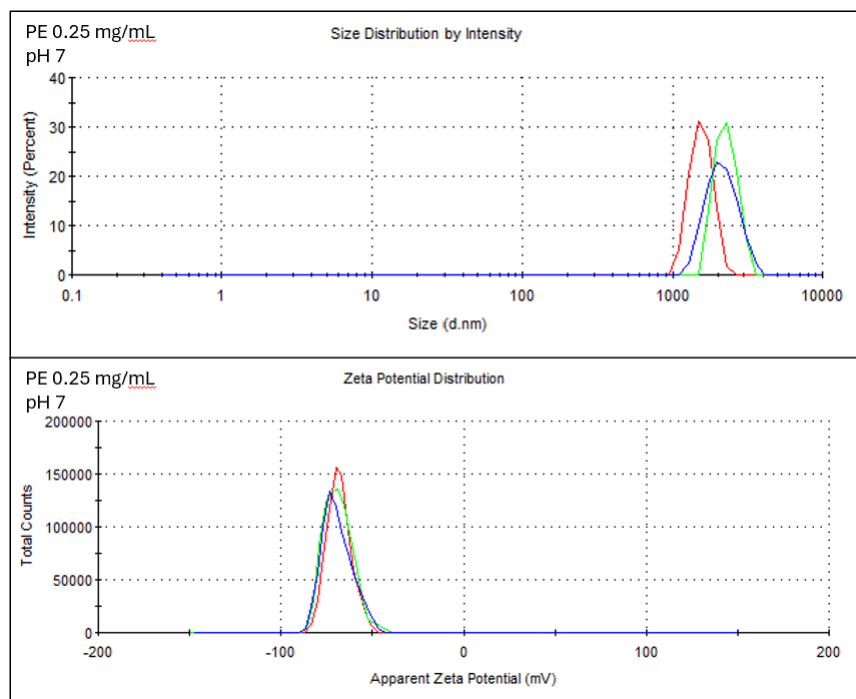 PE 0.25 mg/mL
pH 7
Size Distribution by Intensity
Intensity (Percent)
40
30
20
10
0
0.1 1 10 100 1000 10000
Size (d.nm)
PE 0.25 mg/mL
pH 7
Zeta Potential Distribution
Total Counts
200000
150000
100000
50000
0
-200 -100 0 100 200
Apparent Zeta Potential (mV)